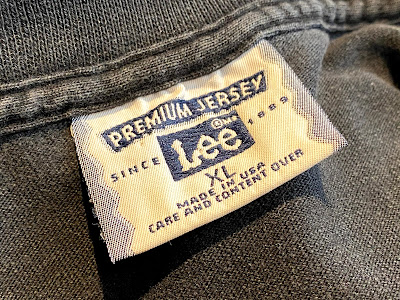 PREMIUM JERSEY
SINCE Lee 1889
XL
MADE IN USA
CARE AND CONTENT OVER